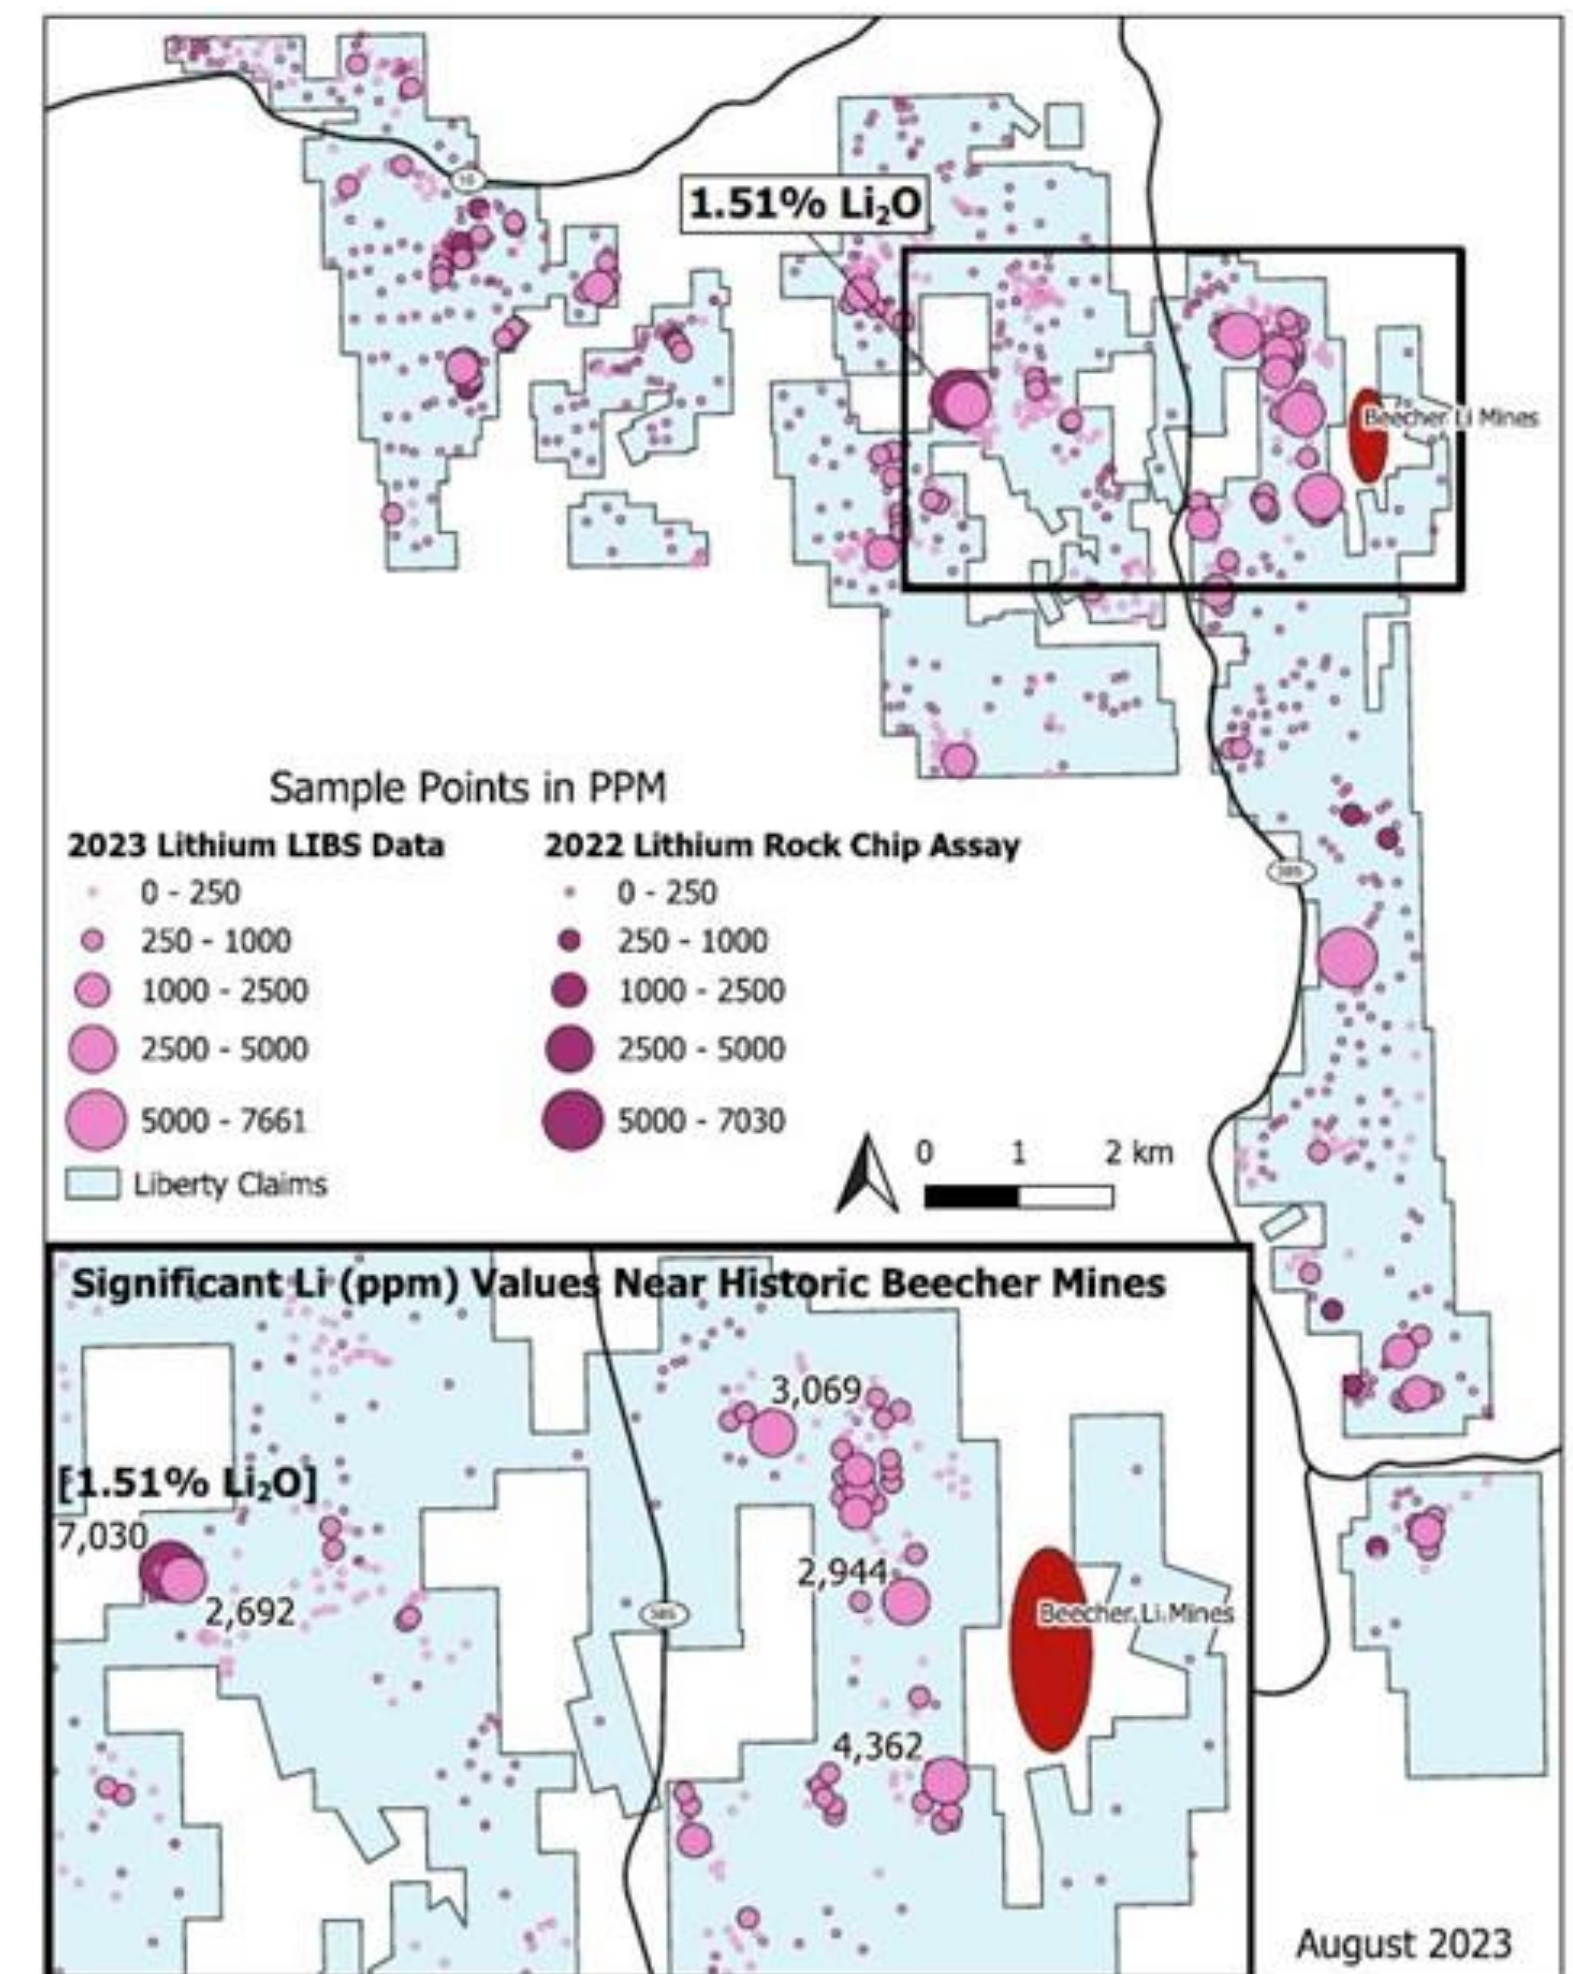 16
1.51% Li₂O
Beecher Li Mines
Sample Points in PPM
2023 Lithium LIBS Data
0 - 250
250 - 1000
1000 - 2500
2500 - 5000
5000 - 7661
Liberty Claims
2022 Lithium Rock Chip Assay
0 - 250
250 - 1000
1000 - 2500
2500 - 5000
5000 - 7030
385
0 1 2 km
Significant Li (ppm) Values Near Historic Beecher Mines
3,069
[1.51% Li₂O]
7,030
2,692
2,944
385
Beecher Li Mines
4,362
August 2023